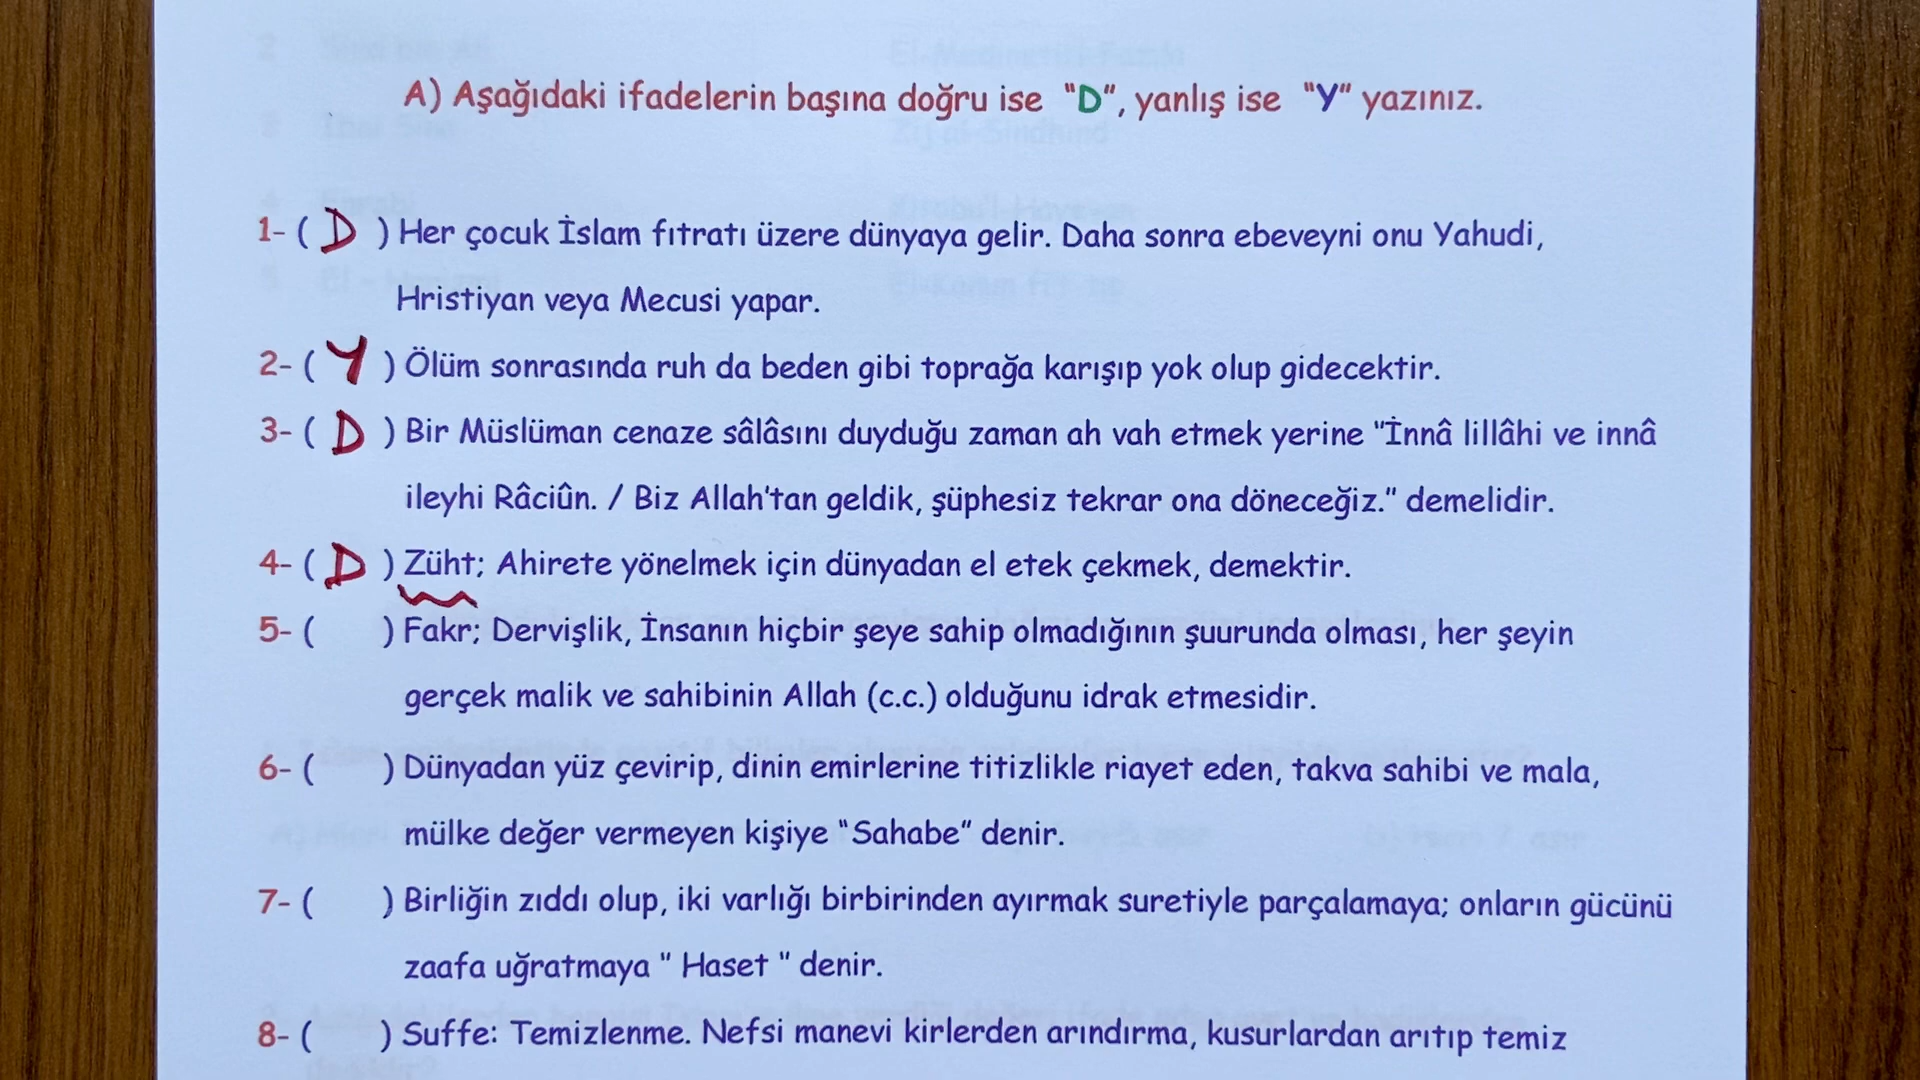 A) Aşağıdaki ifadelerin başına doğru ise "D", yanlış ise "Y" yazınız.
1- ( D ) Her çocuk İslam fıtratı üzere dünyaya gelir. Daha sonra ebeveyni onu Yahudi,
Hristiyan veya Mecusi yapar.
2- ( Y ) Ölüm sonrasında ruh da beden gibi toprağa karışıp yok olup gidecektir.
3- ( D ) Bir Müslüman cenaze sâlâsını duyduğu zaman ah vah etmek yerine "İnnâ lillâhi ve innâ
ileyhi Râciûn. / Biz Allah'tan geldik, şüphesiz tekrar ona döneceğiz." demelidir.
4- ( D ) Züht; Ahirete yönelmek için dünyadan el etek çekmek, demektir.
5- ( ) Fakr; Dervişlik, İnsanın hiçbir şeye sahip olmadığının şuurunda olması, her şeyin
gerçek malik ve sahibinin Allah (c.c.) olduğunu idrak etmesidir.
6- ( ) Dünyadan yüz çevirip, dinin emirlerine titizlikle riayet eden, takva sahibi ve mala,
mülke değer vermeyen kişiye "Sahabe" denir.
7- ( ) Birliğin zıddı olup, iki varlığı birbirinden ayırmak suretiyle parçalamaya; onların gücünü
zaafa uğratmaya " Haset " denir.
8- ( ) Suffe: Temizlenme. Nefsi manevi kirlerden arındırma, kusurlardan arıtıp temiz